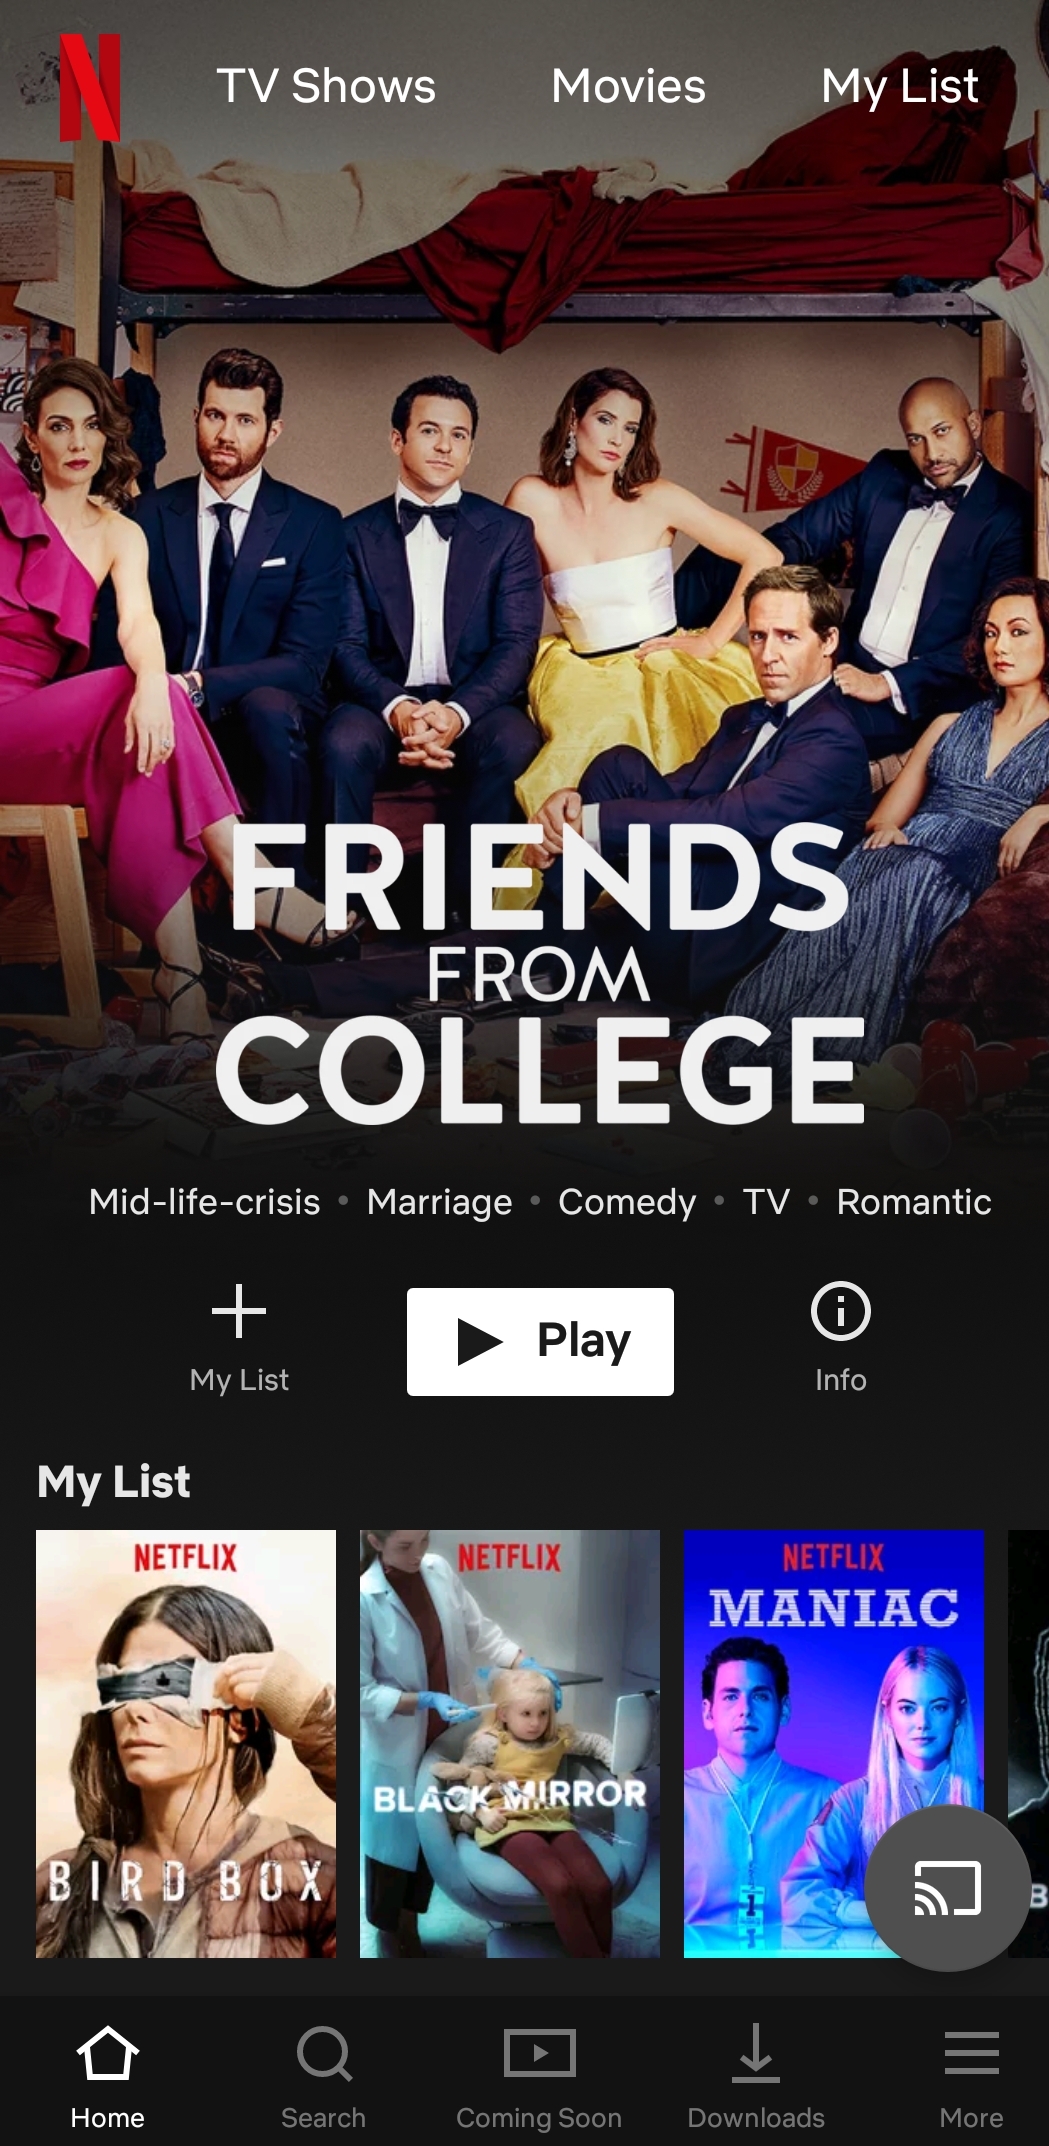 TV Shows Movies My List
FRIENDS
FROM
COLLEGE
Mid-life-crisis • Marriage • Comedy • TV • Romantic
Play
My List
Info
My List
NETFLIX
BIRD BOX
NETFLIX
BLACK MIRROR
NETFLIX
MANIAC
1
Home Search Coming Soon Downloads More